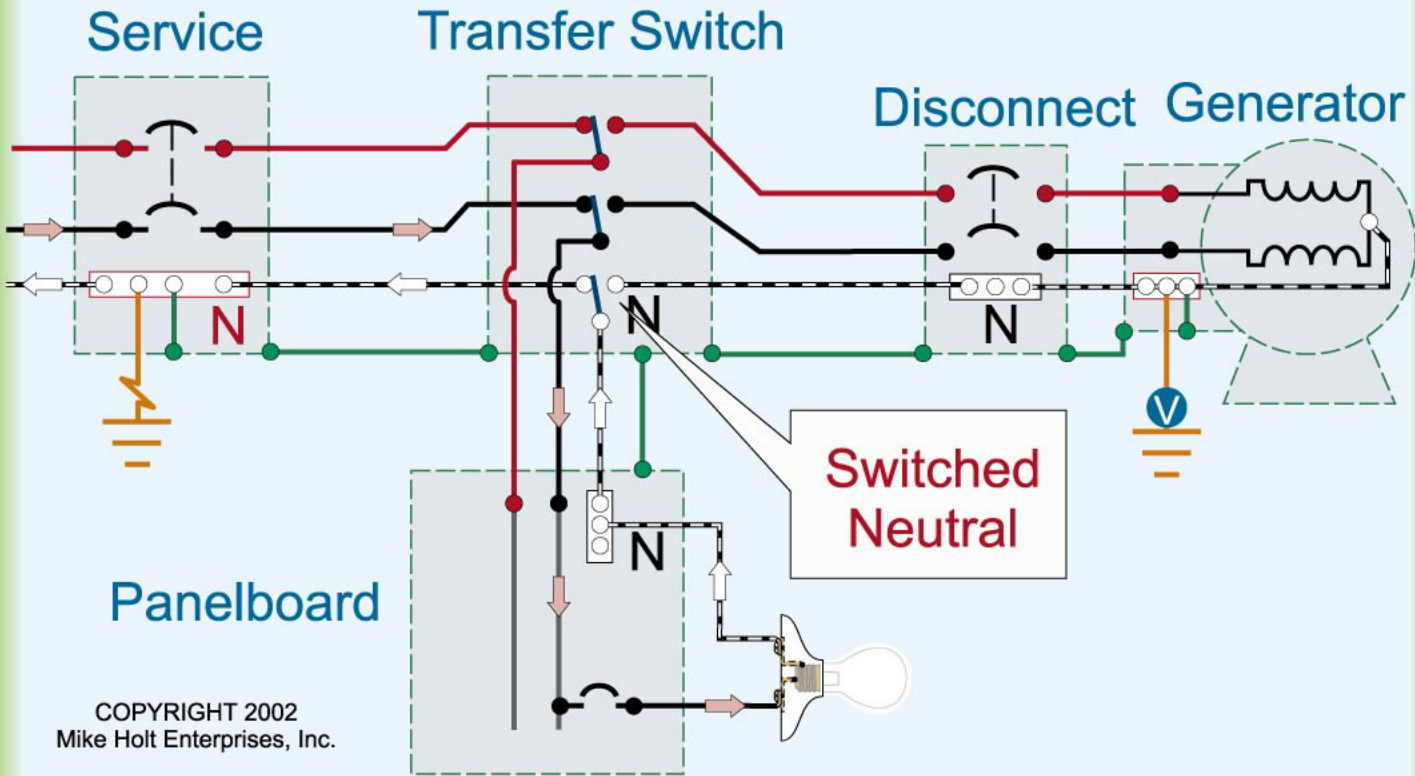 Service
Transfer Switch
Disconnect
Generator
N
N
N
V
Switched
Neutral
N
Panelboard
COPYRIGHT 2002
Mike Holt Enterprises, Inc.